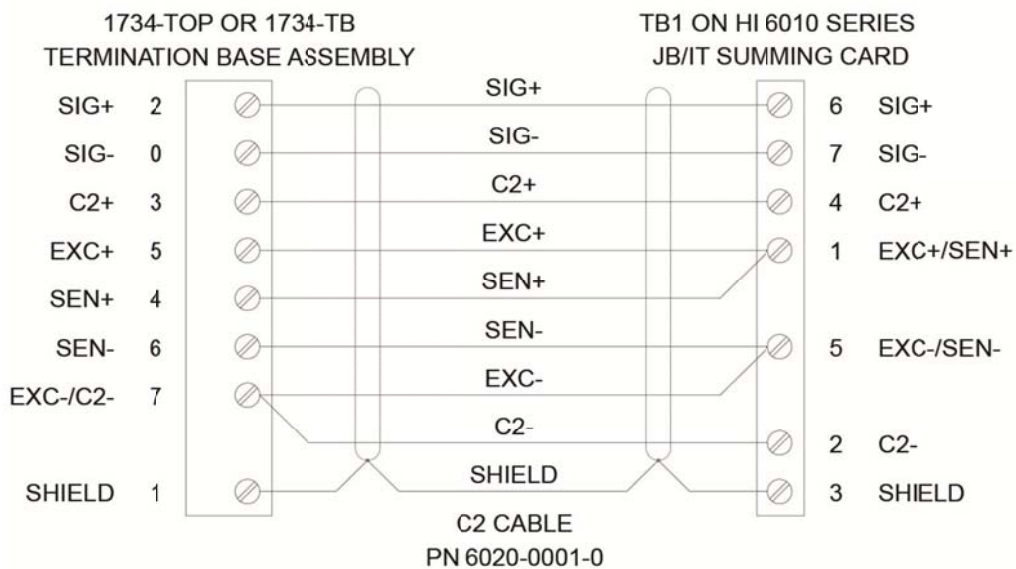 1734-TOP OR 1734-TB
TERMINATION BASE ASSEMBLY
TB1 ON HI 6010 SERIES
JB/IT SUMMING CARD
SIG+ 2 SIG+ 6 SIG+
SIG- 0 SIG- 7 SIG-
C2+ 3 C2+ 4 C2+
EXC+ 5 EXC+ 1 EXC+/SEN+
SEN+ 4 SEN+
SEN- 6 SEN- 5 EXC-/SEN-
EXC-/C2- 7 EXC-
C2- 2 C2-
SHIELD 1 SHIELD 3 SHIELD
C2 CABLE
PN 6020-0001-0